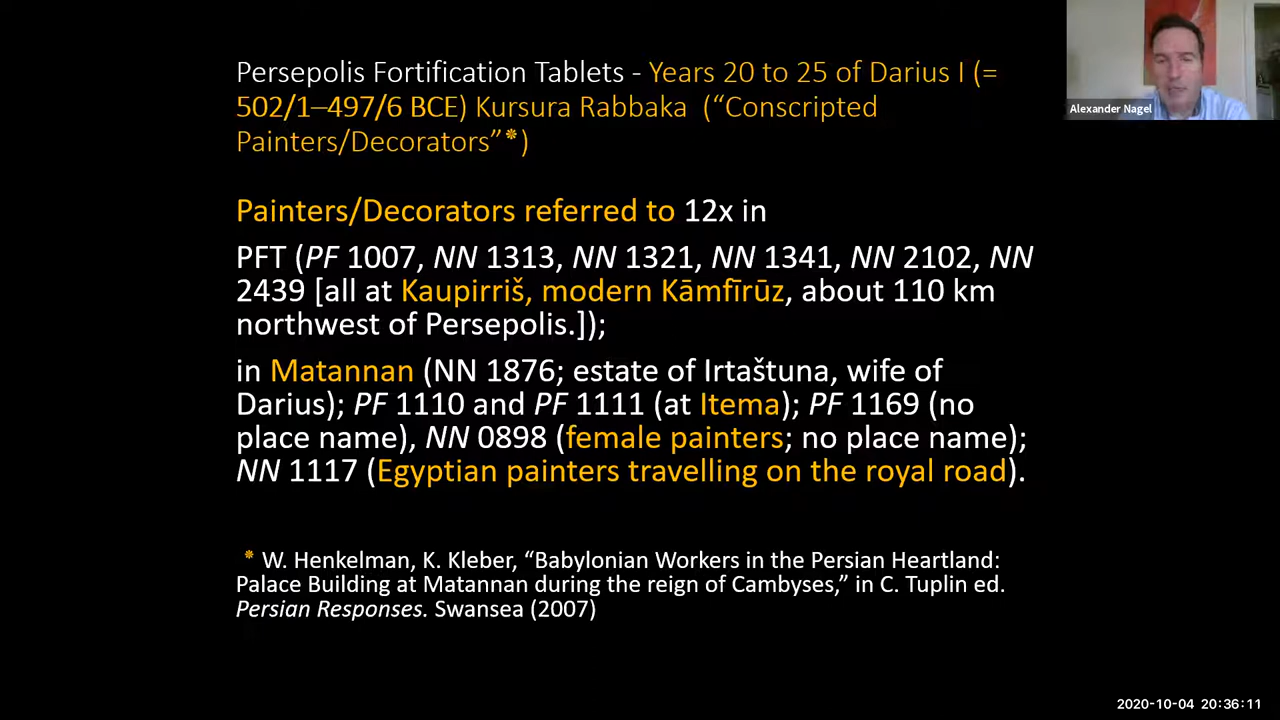 Persepolis Fortification Tablets - Years 20 to 25 of Darius I (=
502/1–497/6 BCE) Kursura Rabbaka (“Conscripted
Painters/Decorators”*)
Alexander Nagel
Painters/Decorators referred to 12x in
PFT (PF 1007, NN 1313, NN 1321, NN 1341, NN 2102, NN
2439 [all at Kaupirriš, modern Kāmfīrūz, about 110 km
northwest of Persepolis.]);
in Matannan (NN 1876; estate of Irtaštuna, wife of
Darius); PF 1110 and PF 1111 (at Itema); PF 1169 (no
place name), NN 0898 (female painters; no place name);
NN 1117 (Egyptian painters travelling on the royal road).
* W. Henkelman, K. Kleber, “Babylonian Workers in the Persian Heartland:
Palace Building at Matannan during the reign of Cambyses,” in C. Tuplin ed.
Persian Responses. Swansea (2007)
2020-10-04 20:36:11